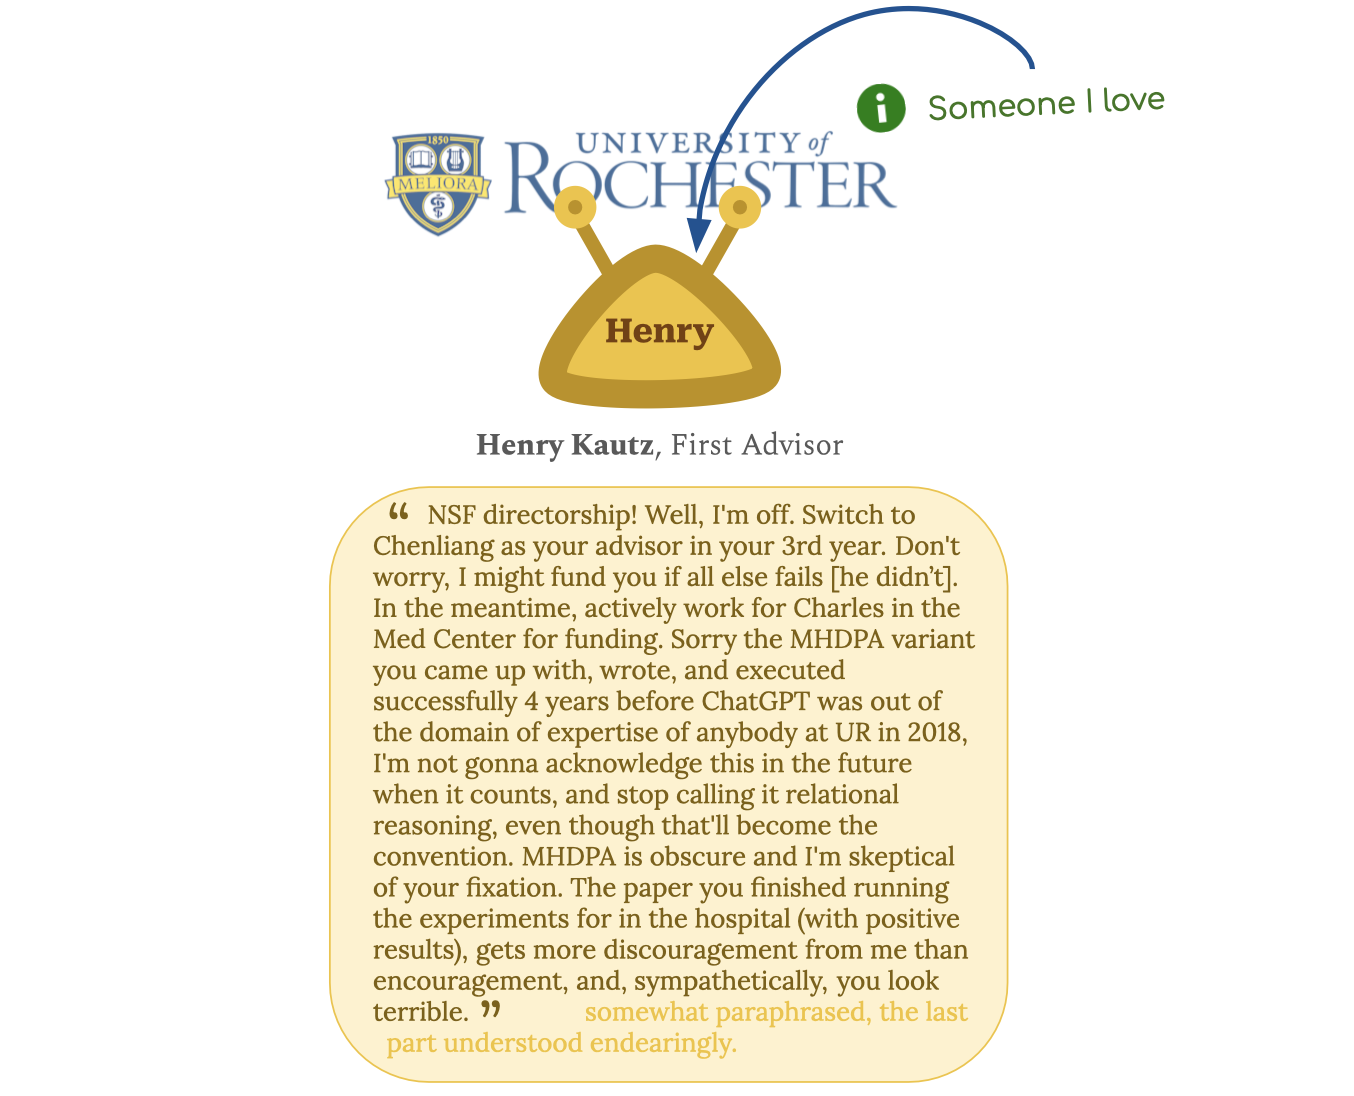 Someone I love
1850
MELIORA
UNIVERSITY of
ROCHESTER
Henry
Henry Kautz, First Advisor
“ NSF directorship! Well, I'm off. Switch to
Chenliang as your advisor in your 3rd year. Don't
worry, I might fund you if all else fails [he didn’t].
In the meantime, actively work for Charles in the
Med Center for funding. Sorry the MHDPA variant
you came up with, wrote, and executed
successfully 4 years before ChatGPT was out of
the domain of expertise of anybody at UR in 2018,
I'm not gonna acknowledge this in the future
when it counts, and stop calling it relational
reasoning, even though that'll become the
convention. MHDPA is obscure and I'm skeptical
of your fixation. The paper you finished running
the experiments for in the hospital (with positive
results), gets more discouragement from me than
encouragement, and, sympathetically, you look
terrible. ” somewhat paraphrased, the last
part understood endearingly.